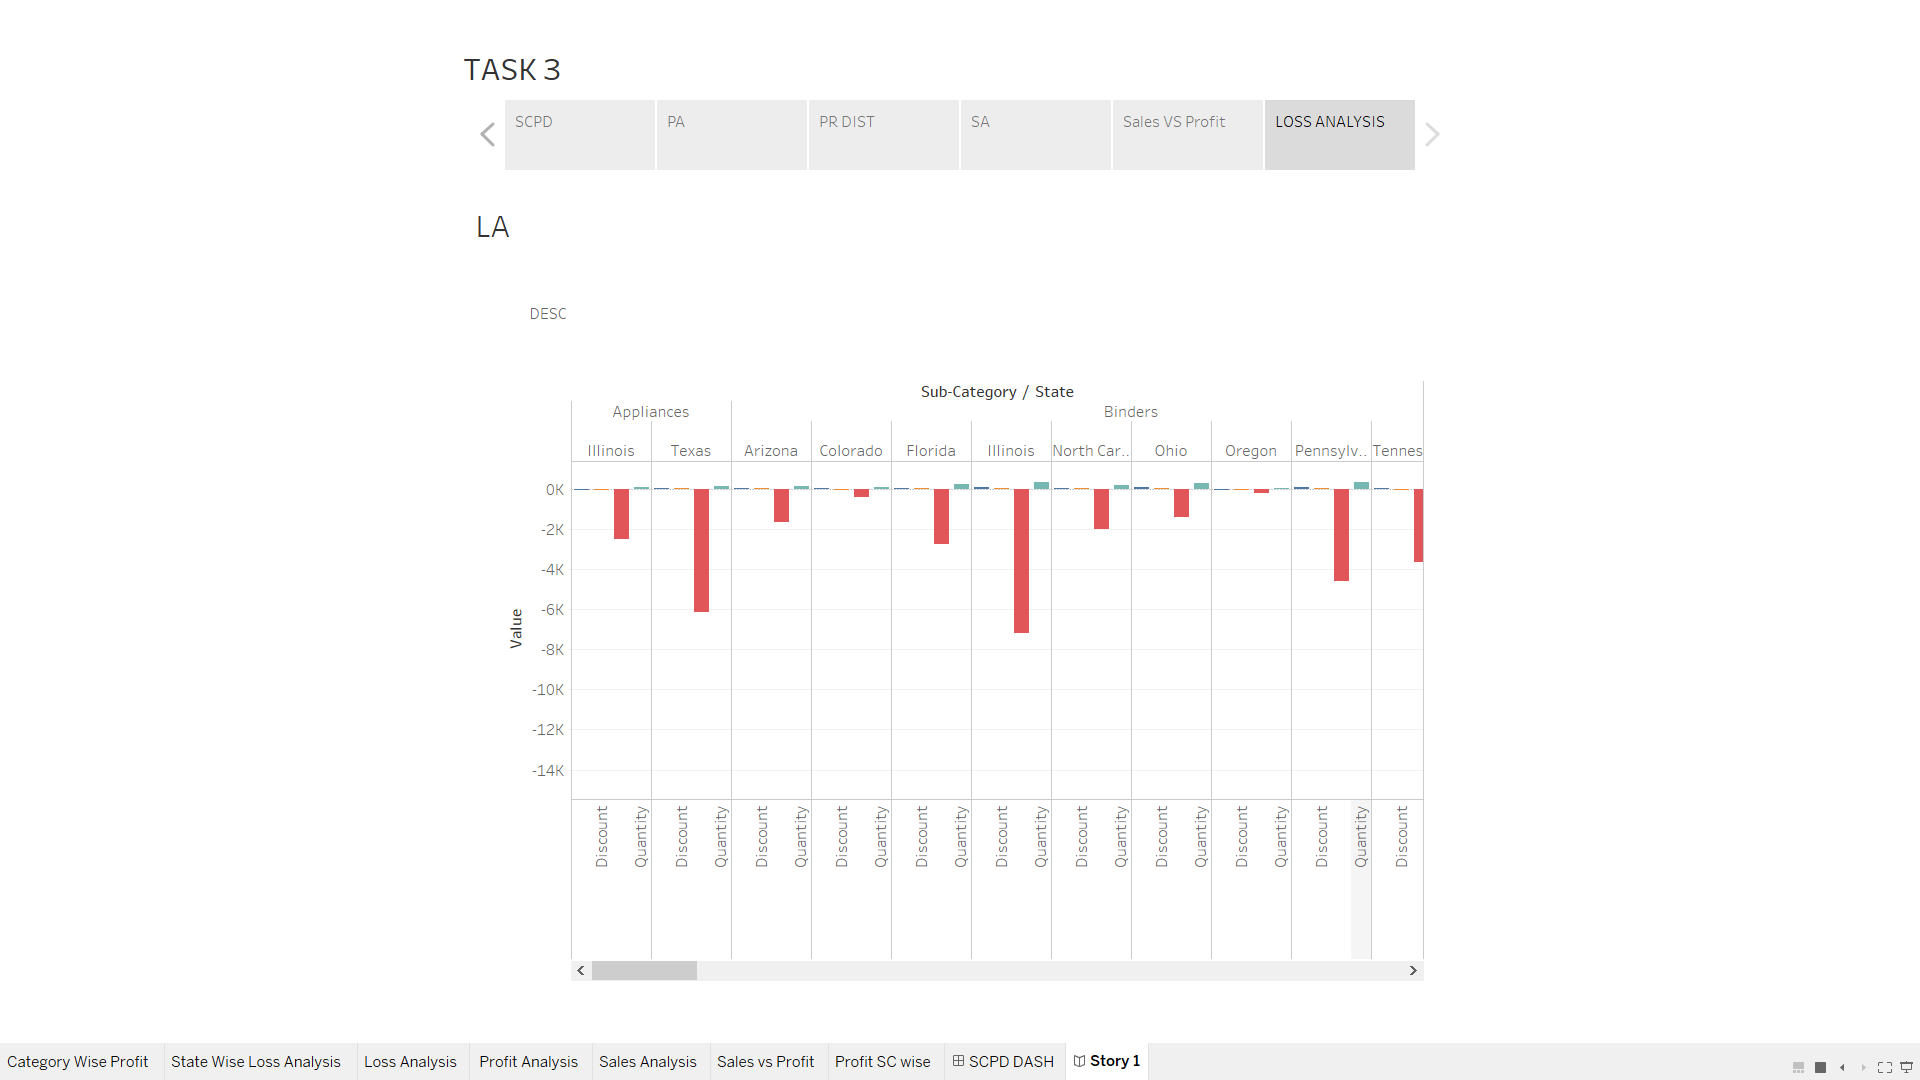 TASK 3
SCPD PA PR DIST SA Sales VS Profit LOSS ANALYSIS
LA
DESC
Sub-Category / State
Appliances Binders
Illinois Texas Arizona Colorado Florida Illinois North Car.. Ohio Oregon Pennsylv.. Tennes
0K
-2K
-4K
-6K
-8K
-10K
-12K
-14K
Value
Discount Quantity Discount Quantity Discount Quantity Discount Quantity Discount Quantity Discount Quantity Discount Quantity Discount Quantity Discount Quantity Discount Quantity Discount
Category Wise Profit State Wise Loss Analysis Loss Analysis Profit Analysis Sales Analysis Sales vs Profit Profit SC wise SCPD DASH Story 1